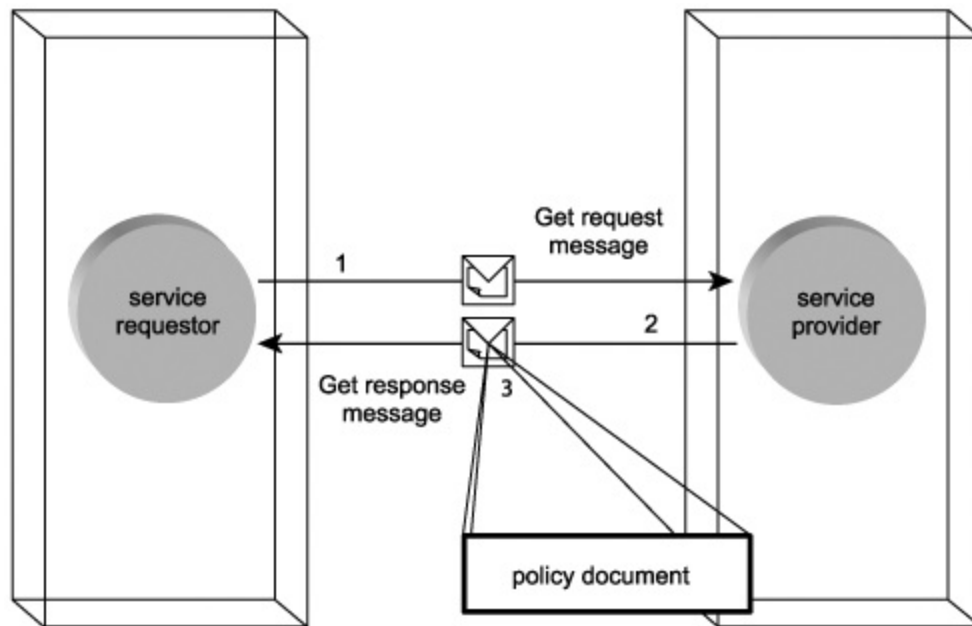 Get request
message
1
service
requestor
service
provider
2
Get response
message
3
policy document